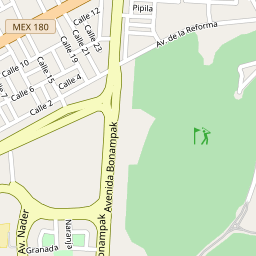 Calle 12
Pipila
MEX 180
Calle 23
Calle 21
Calle 19
Av. de la Reforma
Calle 10
Calle 4
Calle 6
Calle 15
Calle 2
Avenida Bonampak
Av. Nader
Naranja
Granada